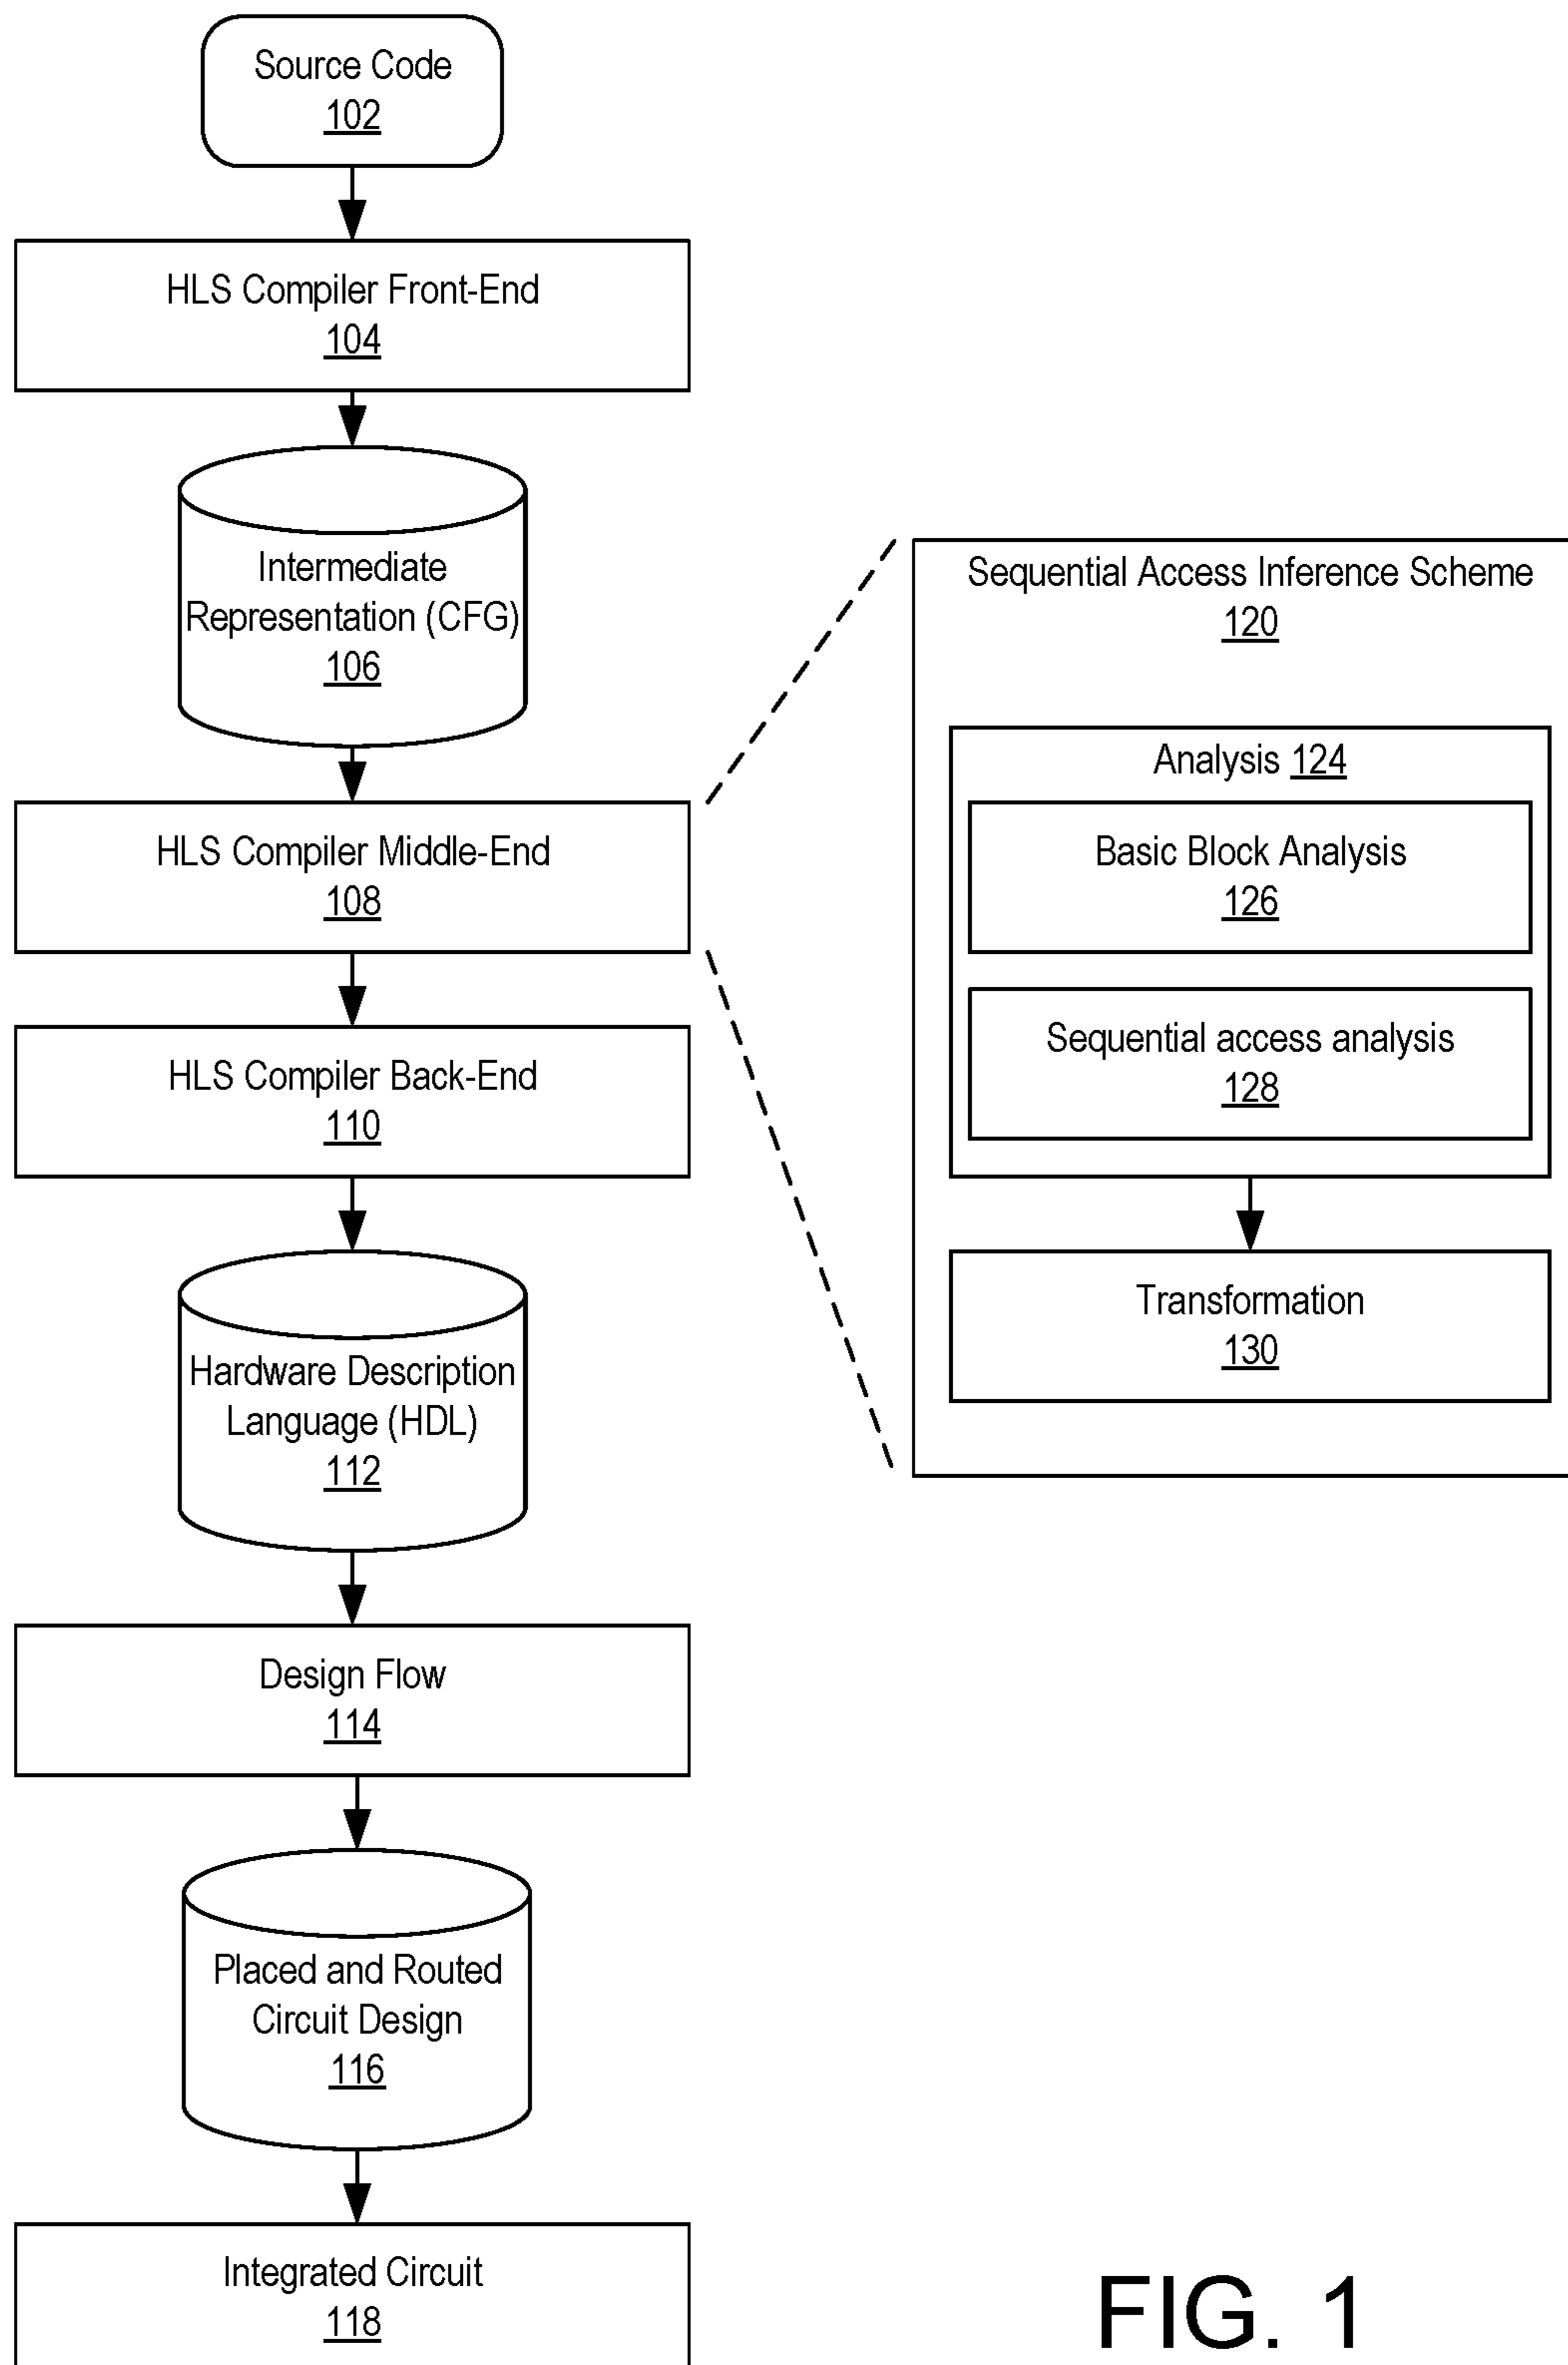 Source Code
102
HLS Compiler Front-End
104
Intermediate
Representation (CFG)
106
HLS Compiler Middle-End
108
HLS Compiler Back-End
110
Hardware Description
Language (HDL)
112
Design Flow
114
Placed and Routed
Circuit Design
116
Integrated Circuit
118
Sequential Access Inference Scheme
120
Analysis 124
Basic Block Analysis
126
Sequential access analysis
128
Transformation
130
FIG. 1